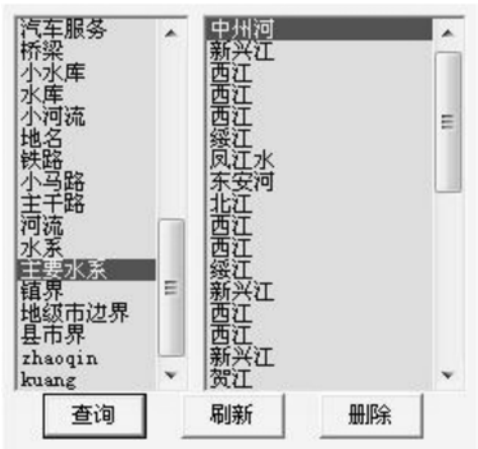 汽车服务
桥梁
小水库
水库
小河流
地名
铁路
小马路
主干路
河流
水系
主要水系
镇界
地级市边界
县市界
zhaoqin
kuang
中州河
新兴江
西江
西江
西江
绥江
凤江水
东安河
北江
西江
西江
绥江
新兴江
西江
西江
新兴江
贺江
查询
刷新
删除